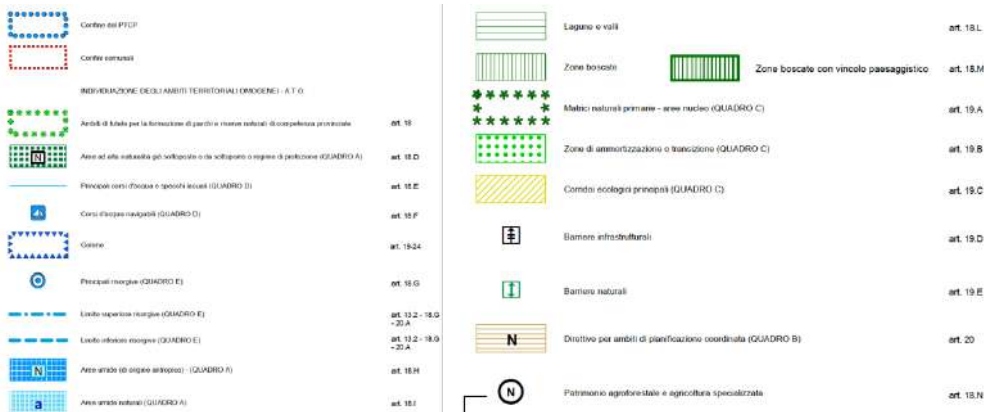 Confine del PTCP
Confini comunali
INDIVIDUAZIONE DEGLI AMBITI TERRITORIALI OMOGENEI - A.T.O.
Ambiti di tutela per la formazione di parchi e riserve naturali di competenza provinciale art. 18
N Aree ad alta naturalità già sottoposte o da sottoporre a regime di protezione (QUADRO A) art. 18.D
Principali corsi d'acqua e specchi lacuali (QUADRO D) art. 18.E
Corsi d'acqua navigabili (QUADRO D) art. 18.F
Golene art. 19-24
Principali risorgive (QUADRO E) art. 18.G
Limite superiore risorgive (QUADRO E) art. 13.2 - 18.G
- 20.A
Limite inferiore risorgive (QUADRO E) art. 13.2 - 18.G
- 20.A
N Aree umide (di origine antropica) - (QUADRO A) art. 18.H
a Aree umide naturali (QUADRO A) art. 18.I
Lagune e valli art. 18.L
Zone boscate Zone boscate con vincolo paesaggistico art. 18.M
Matrici naturali primarie - aree nucleo (QUADRO C) art. 19.A
Zone di ammortizzazione o transizione (QUADRO C) art. 19.B
Corridoi ecologici principali (QUADRO C) art. 19.C
Barriere infrastrutturali art. 19.D
Barriere naturali art. 19.E
N Direttive per ambiti di pianificazione coordinata (QUADRO B) art. 20
N Patrimonio agroforestale e agricoltura specializzata art. 18.N